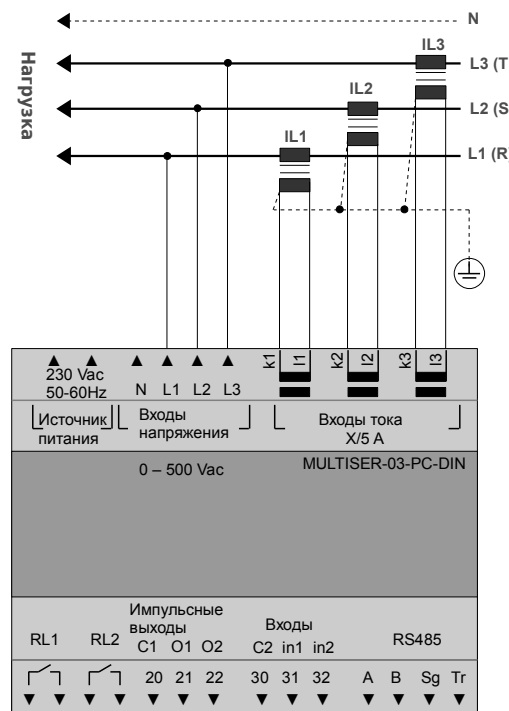 N
IL3
L3 (T
IL2
L2 (S
IL1
L1 (R
Нагрузка
k1 l1 k2 l2 k3 l3
230 Vac
50-60Hz
N L1 L2 L3
Источник
питания
Входы
напряжения
Входы тока
X/5 A
0 – 500 Vac
MULTISER-03-PC-DIN
Импульсные
выходы
Входы
RL1 RL2 C1 O1 O2 C2 in1 in2 RS485
20 21 22 30 31 32 A B Sg Tr